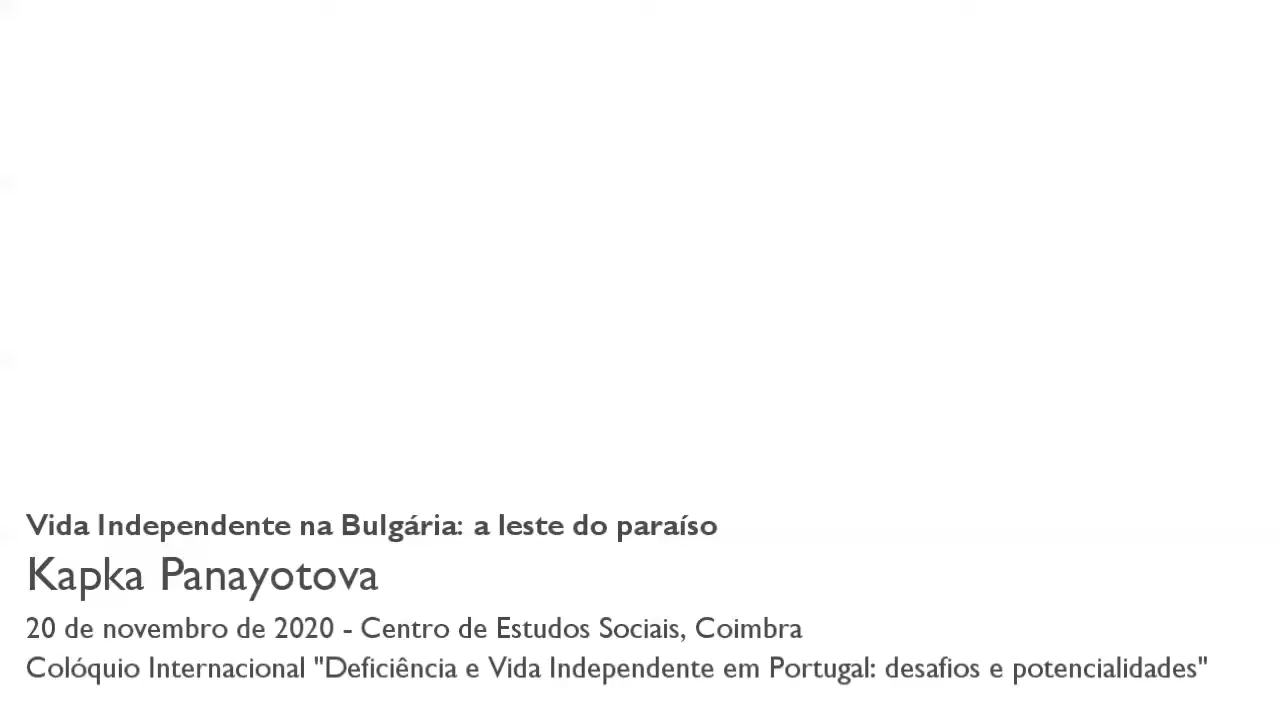 Vida Independente na Bulgária: a leste do paraíso
Kapka Panayotova
20 de novembro de 2020 - Centro de Estudos Sociais, Coimbra
Colóquio Internacional "Deficiência e Vida Independente em Portugal: desafios e potencialidades"